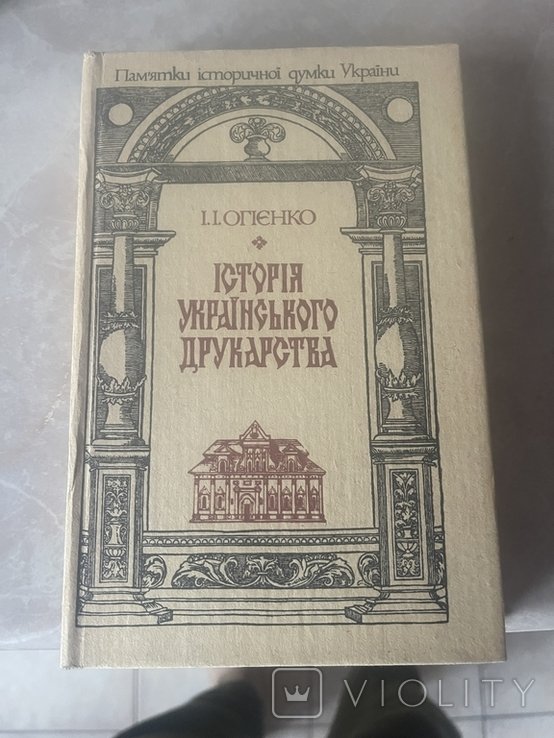 Пам'ятки історичної думки України
І.І.ОГІЄНКО
ІСТОРІЯ
УКРАЇНСЬКОГО
ДРУКАРСТВА
VIOLITY